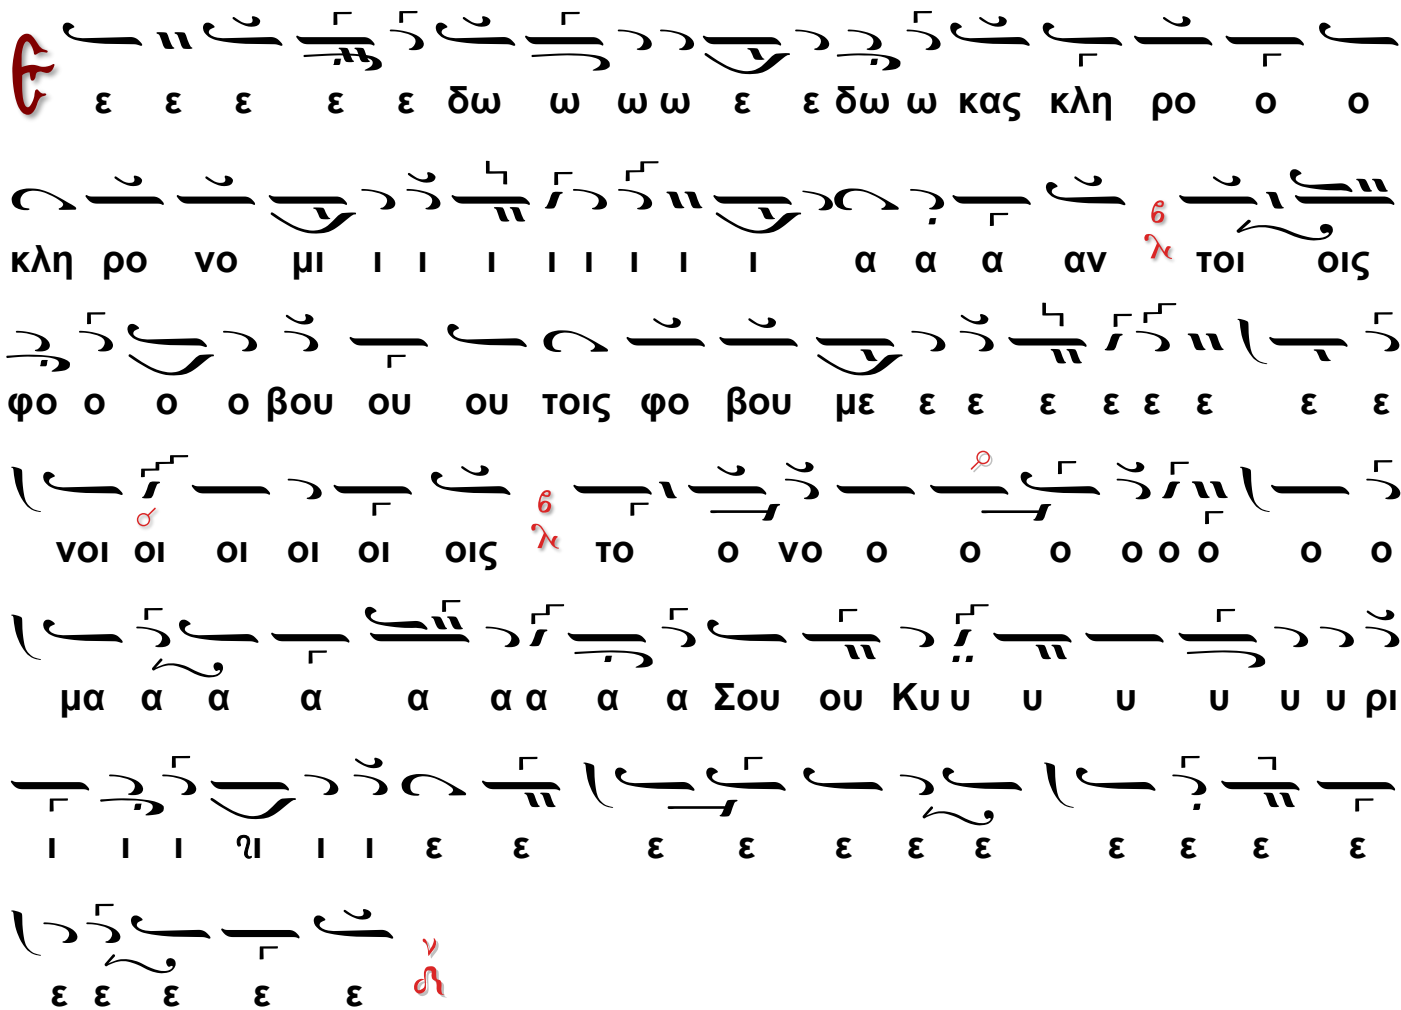 Ε ε ε ε ε ε δω ω ω ω ε ε δω ω κας κλη ρο ο ο
κλη ρο νο μι ι ι ι ι ι ι ι ι α α α αν τοι οις
φο ο ο ο βου ου ου τοις φο βου με ε ε ε ε ε ε ε ε
νοι οι οι οι οι οις το ο νο ο ο ο ο ο ο ο ο
μα α α α α α α α α Σου ου Κυ υ υ υ υ υ υ ρι
ι ι ι ι ι ι ε ε ε ε ε ε ε ε ε ε ε
ε ε ε ε ε ν